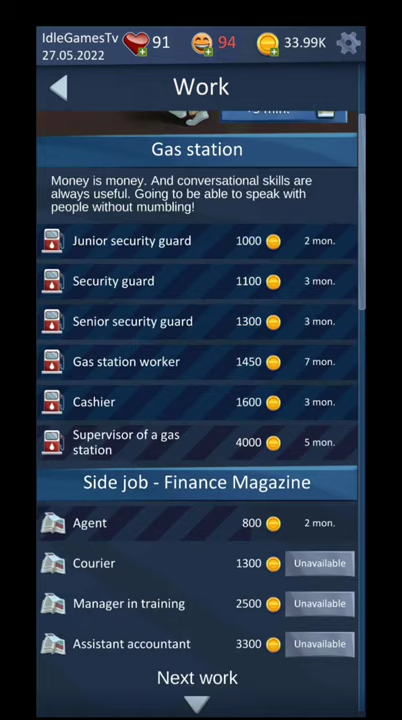 IdleGamesTv
27.05.2022
91
94
33.99K
Work
Gas station
Money is money. And conversational skills are
always useful. Going to be able to speak with
people without mumbling!
Junior security guard 1000 2 mon.
Security guard 1100 3 mon.
Senior security guard 1300 3 mon.
Gas station worker 1450 7 mon.
Cashier 1600 3 mon.
Supervisor of a gas
station 4000 5 mon.
Side job - Finance Magazine
Agent 800 2 mon.
Courier 1300 Unavailable
Manager in training 2500 Unavailable
Assistant accountant 3300 Unavailable
Next work